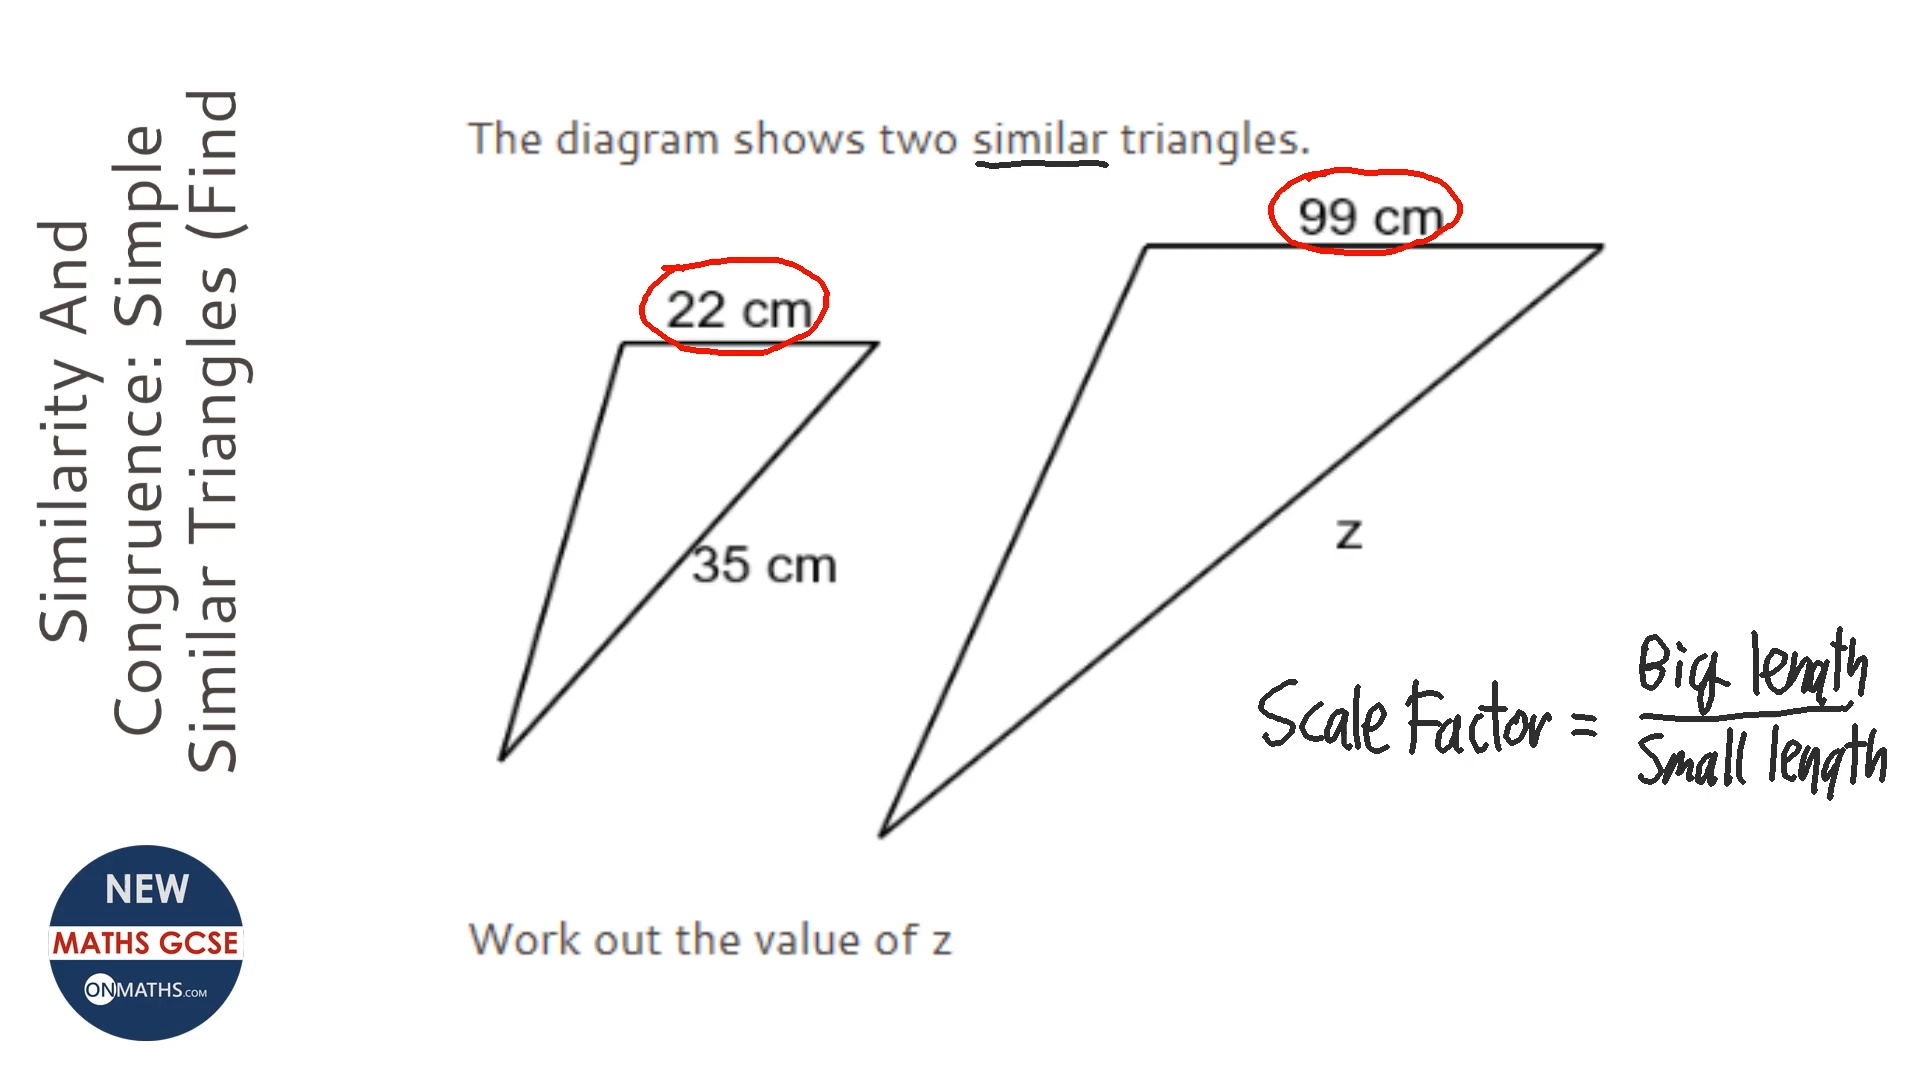 Similarity And
Congruence: Simple
Similar Triangles (Find
The diagram shows two similar triangles.
22 cm
99 cm
35 cm
z
Scale Factor = Big length
Small length
Work out the value of z
NEW
MATHS GCSE
ONMATHS.COM